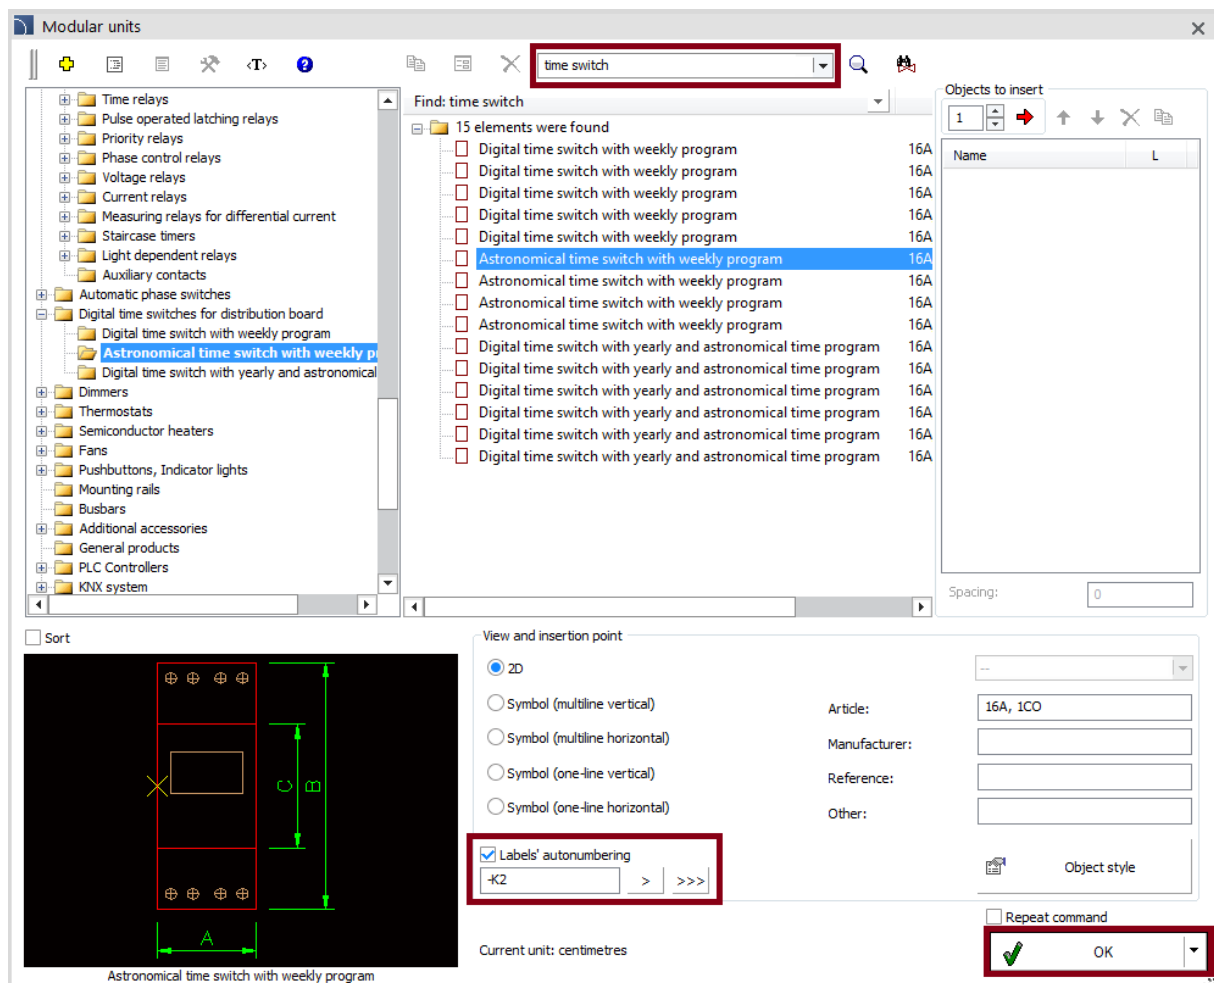 Modular units
<T>
?
time switch
Time relays
Pulse operated latching relays
Priority relays
Phase control relays
Voltage relays
Current relays
Measuring relays for differential current
Staircase timers
Light dependent relays
Auxiliary contacts
Automatic phase switches
Digital time switches for distribution board
Digital time switch with weekly program
Astronomical time switch with weekly p
Digital time switch with yearly and astronomical
Dimmers
Thermostats
Semiconductor heaters
Fans
Pushbuttons, Indicator lights
Mounting rails
Busbars
Additional accessories
General products
PLC Controllers
KNX system
Find: time switch
15 elements were found
Digital time switch with weekly program 16A
Digital time switch with weekly program 16A
Digital time switch with weekly program 16A
Digital time switch with weekly program 16A
Digital time switch with weekly program 16A
Astronomical time switch with weekly program 16A
Astronomical time switch with weekly program 16A
Astronomical time switch with weekly program 16A
Astronomical time switch with weekly program 16A
Digital time switch with yearly and astronomical time program 16A
Digital time switch with yearly and astronomical time program 16A
Digital time switch with yearly and astronomical time program 16A
Digital time switch with yearly and astronomical time program 16A
Digital time switch with yearly and astronomical time program 16A
Digital time switch with yearly and astronomical time program 16A
Objects to insert
1
Name L
Spacing: 0
Sort
C
B
A
Astronomical time switch with weekly program
View and insertion point
2D
Symbol (multiline vertical)
Symbol (multiline horizontal)
Symbol (one-line vertical)
Symbol (one-line horizontal)
--
Article: 16A, 1CO
Manufacturer:
Reference:
Other:
Labels' autonumbering
-K2 > >>>
Object style
Repeat command
Current unit: centimetres
OK